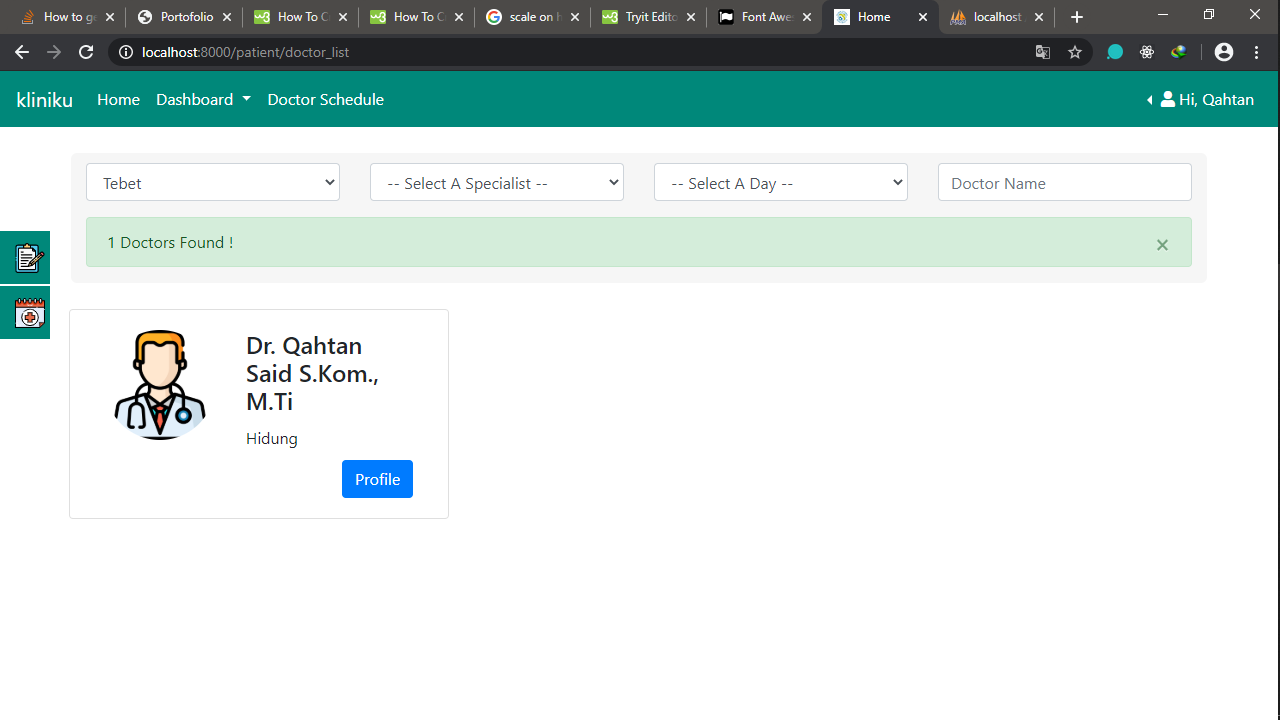 How to ge
Portofolio
How To C
How To C
scale on h
Tryit Edito
Font Awes
Home
localhost
localhost:8000/patient/doctor_list
kliniku Home Dashboard Doctor Schedule Hi, Qahtan
Tebet -- Select A Specialist -- -- Select A Day -- Doctor Name
1 Doctors Found ! ×
Dr. Qahtan
Said S.Kom.,
M.Ti
Hidung
Profile